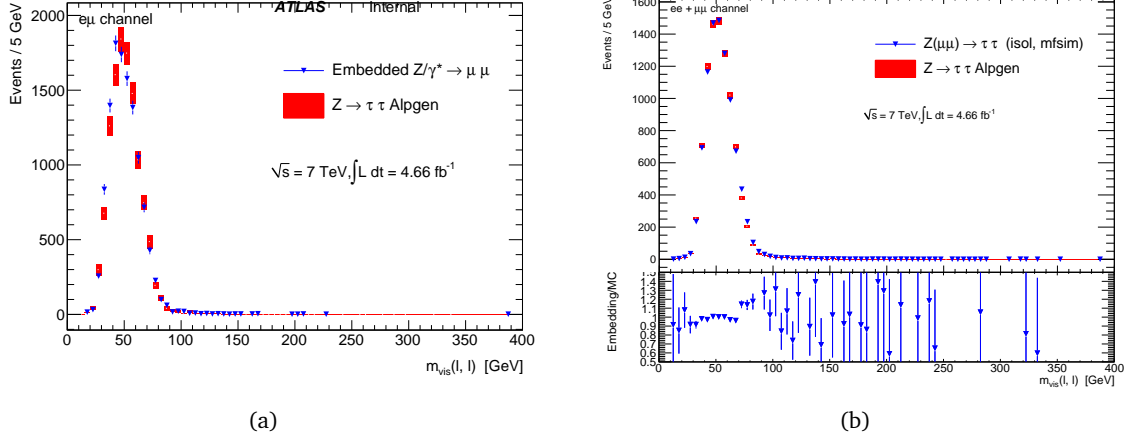 ATLAS Internal
eμ channel
Events / 5 GeV
2000
1500
1000
500
0
Embedded Z/γ* → μ μ
Z → τ τ Alpgen
√s = 7 TeV,∫L dt = 4.66 fb⁻¹
0 50 100 150 200 250 300 350 400
m_vis(l, l) [GeV]
(a)
ee + μμ channel
Events / 5 GeV
1600
1400
1200
1000
800
600
400
200
0
Z(μμ) → τ τ (isol, mfsim)
Z → τ τ Alpgen
√s = 7 TeV,∫L dt = 4.66 fb⁻¹
Embedding/MC
1.5
1.4
1.3
1.2
1.1
1
0.9
0.8
0.7
0.6
0.5
0 50 100 150 200 250 300 350 400
m_vis(l, l) [GeV]
(b)